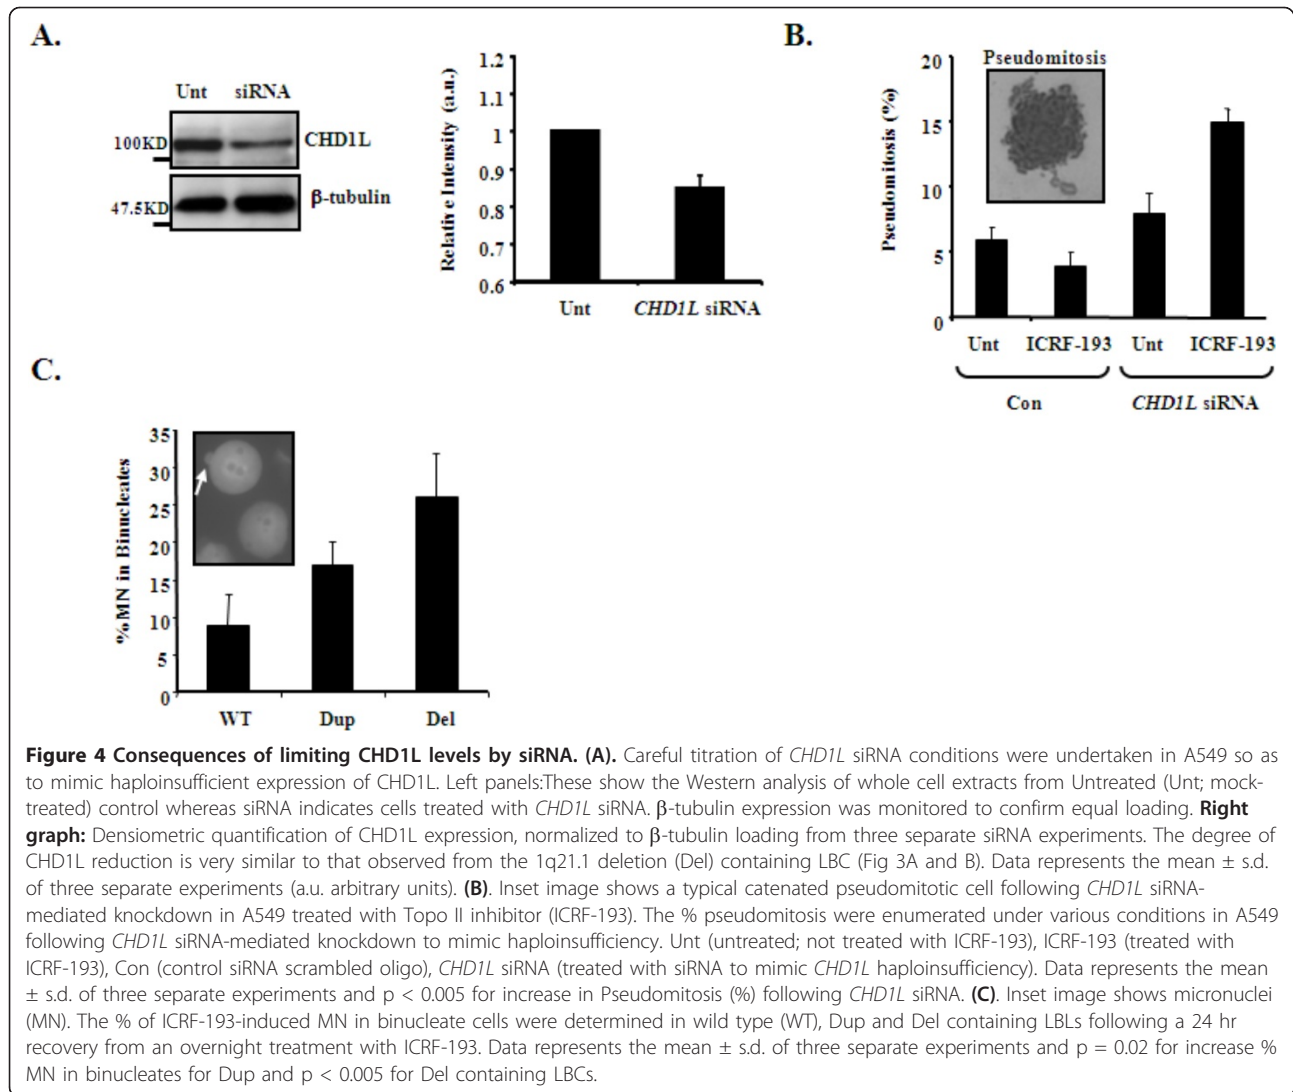 A.
Unt siRNA
100KD
CHD1L
47.5KD
β-tubulin
Relative Intensity (a.u.)
1.2
1.1
1
0.9
0.8
0.7
0.6
Unt
CHD1L siRNA
B.
Pseudomitosis
Pseudomitosis (%)
20
15
10
5
0
Unt ICRF-193 Unt ICRF-193
Con CHD1L siRNA
C.
%MN in Binucleates
35
30
25
20
15
10
5
0
WT Dup Del
Figure 4 Consequences of limiting CHD1L levels by siRNA. (A). Careful titration of CHD1L siRNA conditions were undertaken in A549 so as
to mimic haploinsufficient expression of CHD1L. Left panels:These show the Western analysis of whole cell extracts from Untreated (Unt; mock-
treated) control whereas siRNA indicates cells treated with CHD1L siRNA. β-tubulin expression was monitored to confirm equal loading. Right
graph: Densiometric quantification of CHD1L expression, normalized to β-tubulin loading from three separate siRNA experiments. The degree of
CHD1L reduction is very similar to that observed from the 1q21.1 deletion (Del) containing LBC (Fig 3A and B). Data represents the mean ± s.d.
of three separate experiments (a.u. arbitrary units). (B). Inset image shows a typical catenated pseudomitotic cell following CHD1L siRNA-
mediated knockdown in A549 treated with Topo II inhibitor (ICRF-193). The % pseudomitosis were enumerated under various conditions in A549
following CHD1L siRNA-mediated knockdown to mimic haploinsufficiency. Unt (untreated; not treated with ICRF-193), ICRF-193 (treated with
ICRF-193), Con (control siRNA scrambled oligo), CHD1L siRNA (treated with siRNA to mimic CHD1L haploinsufficiency). Data represents the mean
± s.d. of three separate experiments and p < 0.005 for increase in Pseudomitosis (%) following CHD1L siRNA. (C). Inset image shows micronuclei
(MN). The % of ICRF-193-induced MN in binucleate cells were determined in wild type (WT), Dup and Del containing LBLs following a 24 hr
recovery from an overnight treatment with ICRF-193. Data represents the mean ± s.d. of three separate experiments and p = 0.02 for increase %
MN in binucleates for Dup and p < 0.005 for Del containing LBCs.